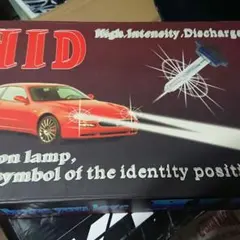 HID
High.Intensity.Discharge
on lamp,
symbol of the identity positi